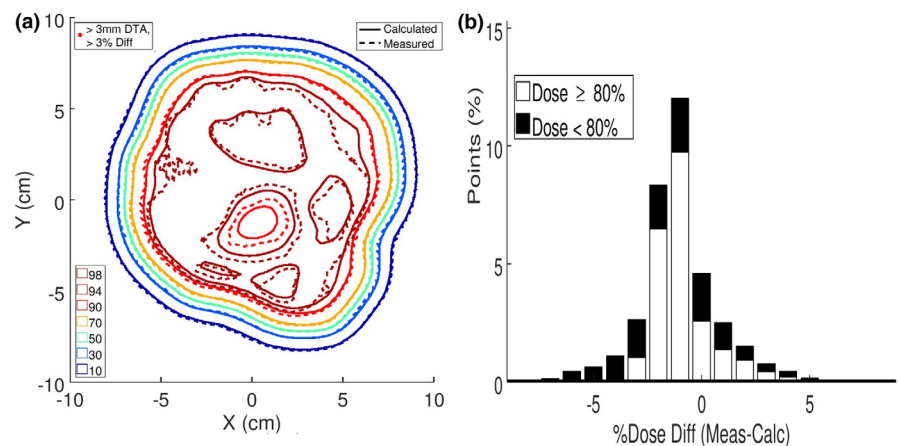 (a)
> 3mm DTA,
> 3% Diff
Calculated
Measured
10
5
0
-5
-10
Y (cm)
98
94
90
70
50
30
10
-10
-5
0
5
10
X (cm)
(b)
Dose ≥ 80%
Dose < 80%
Points (%)
15
10
5
0
-5
0
5
%Dose Diff (Meas-Calc)